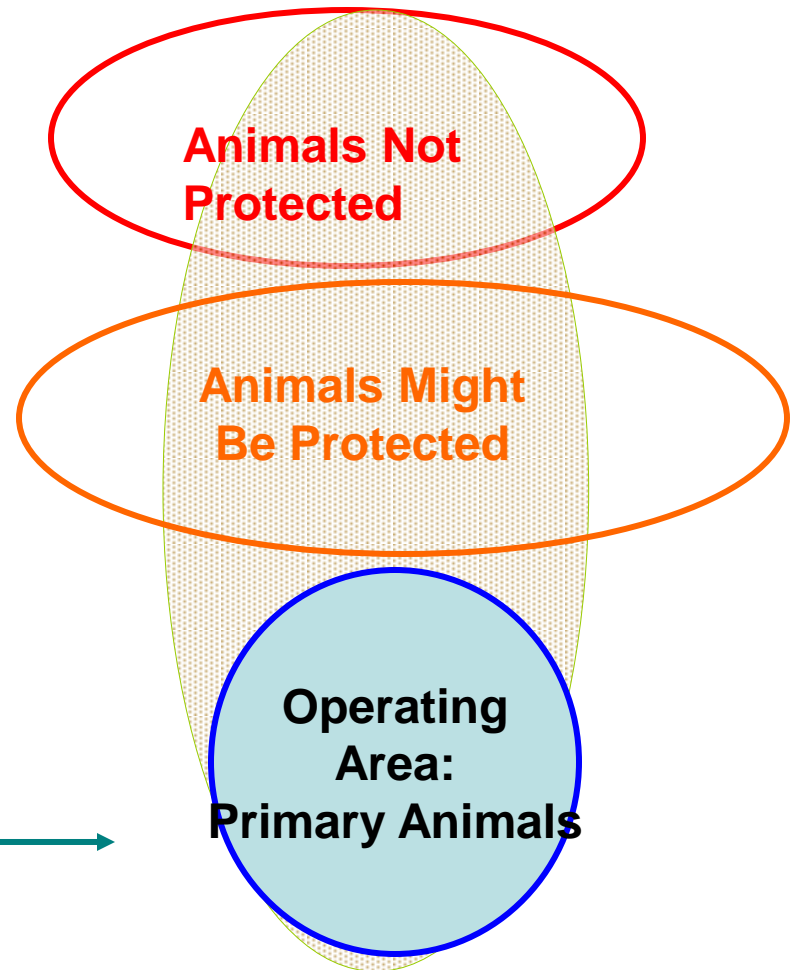 Animals Not
Protected
Animals Might
Be Protected
Operating
Area:
Primary Animals